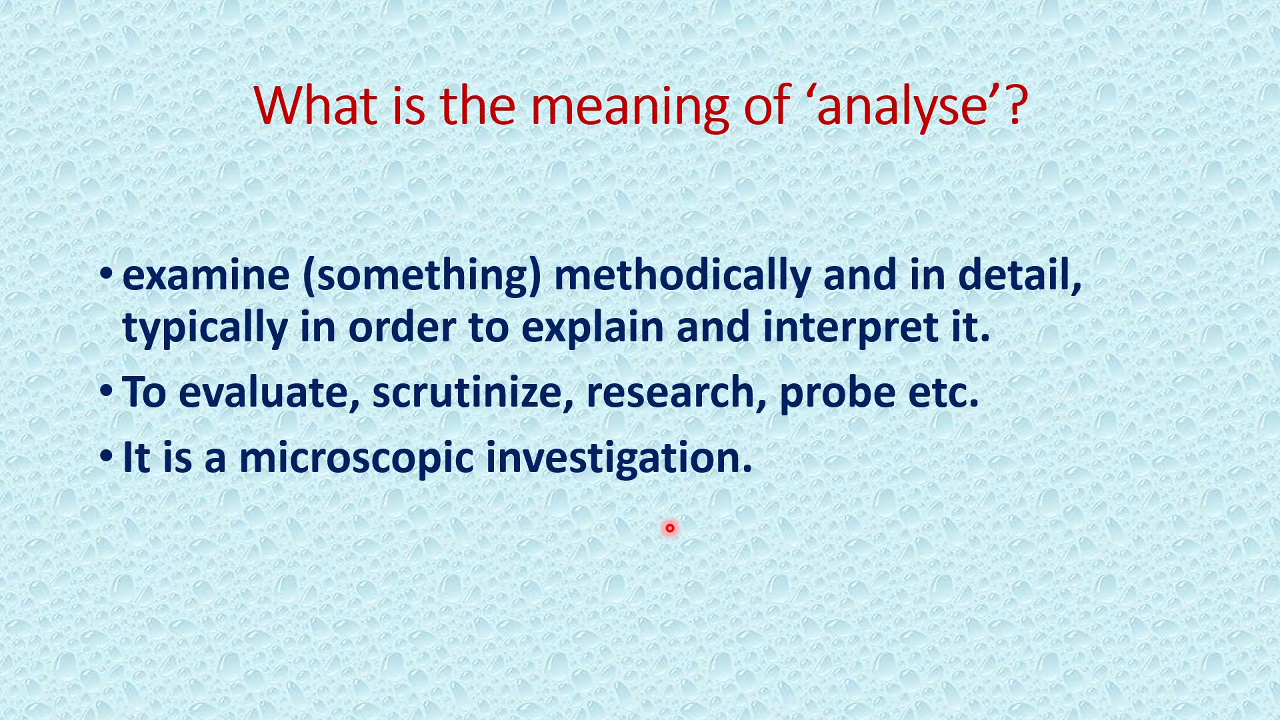 What is the meaning of ‘analyse’?
• examine (something) methodically and in detail,
typically in order to explain and interpret it.
• To evaluate, scrutinize, research, probe etc.
• It is a microscopic investigation.